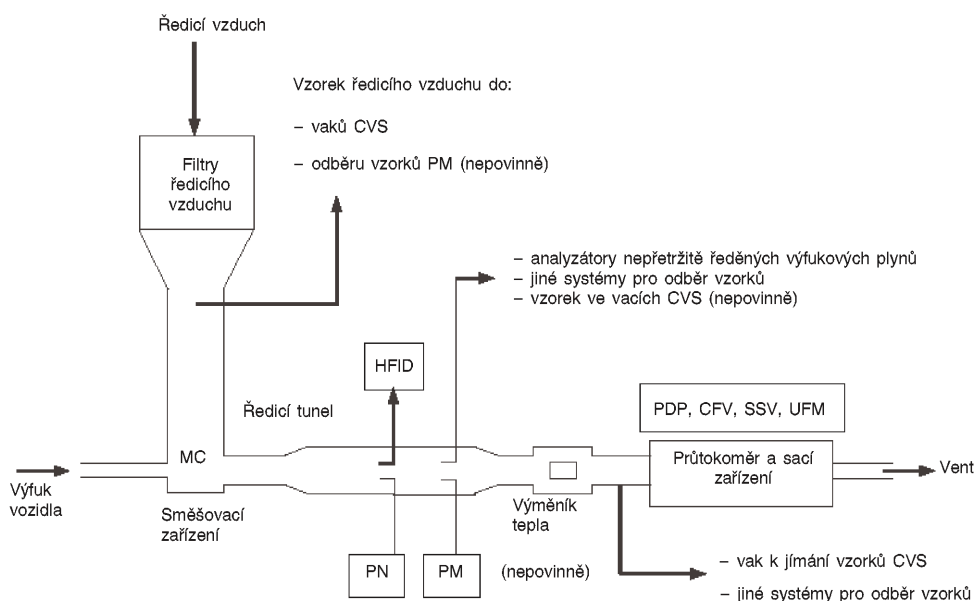 Ředicí vzduch
Vzorek ředicího vzduchu do:
– vaků CVS
– odběru vzorků PM (nepovinně)
Filtry
ředicího
vzduchu
– analyzátory nepřetržitě ředěných výfukových plynů
– jiné systémy pro odběr vzorků
– vzorek ve vacích CVS (nepovinně)
HFID
Ředicí tunel
PDP, CFV, SSV, UFM
MC
Průtokoměr a sací
zařízení
Vent
Výfuk
vozidla
Směšovací
zařízení
Výměník
tepla
PN
PM
(nepovinně)
– vak k jímání vzorků CVS
– jiné systémy pro odběr vzorků